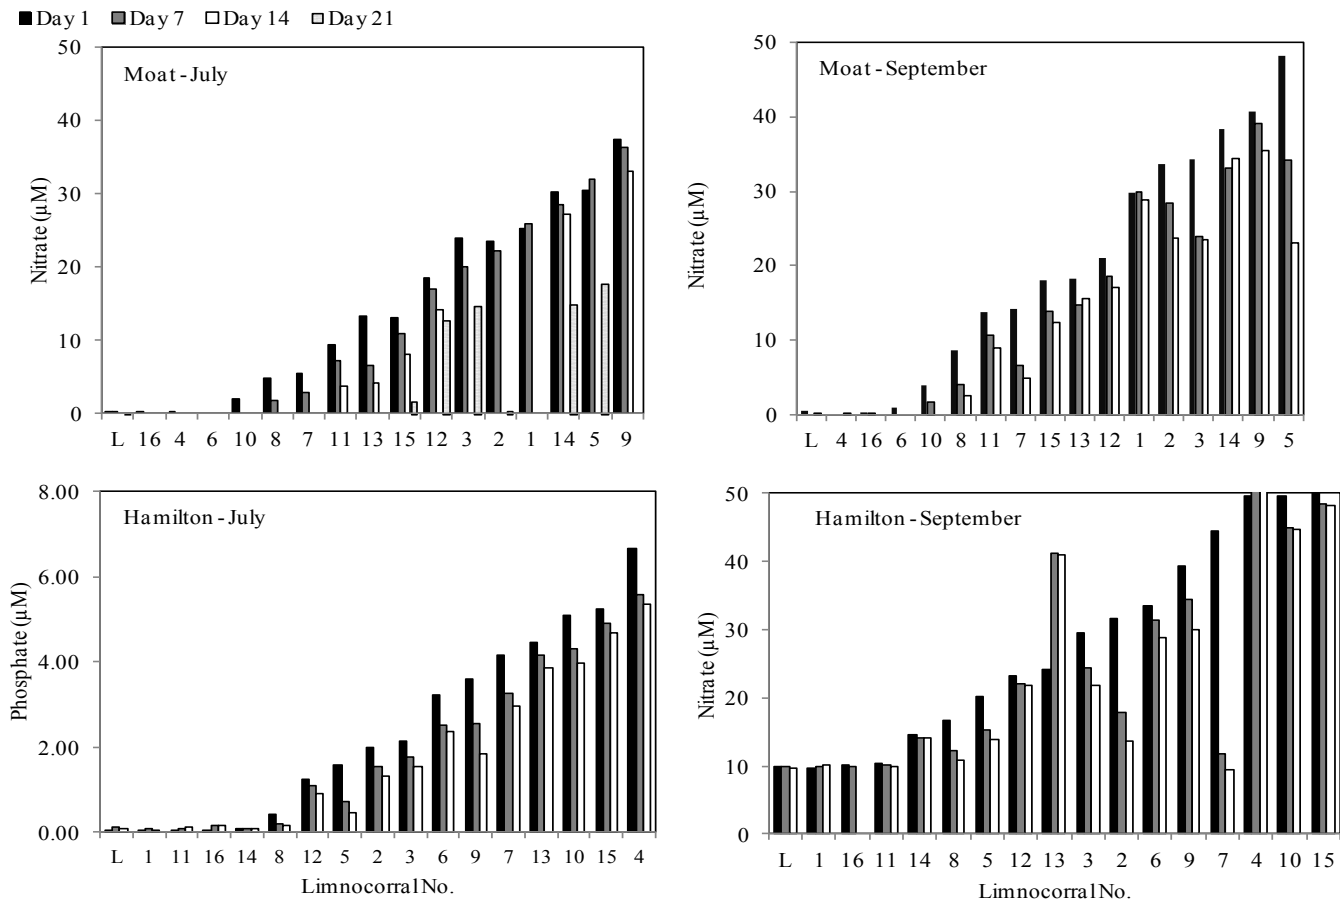 Day 1 Day 7 Day 14 Day 21
Moat - July
Nitrate (µM)
50
40
30
20
10
0
L 16 4 6 10 8 7 11 13 15 12 3 2 1 14 5 9
Moat - September
Nitrate (µM)
50
40
30
20
10
0
L 4 16 6 10 8 11 7 15 13 12 1 2 3 14 9 5
Hamilton - July
Phosphate (µM)
8.00
6.00
4.00
2.00
0.00
L 1 11 16 14 8 12 5 2 3 6 9 7 13 10 15 4
Limnocorral No.
Hamilton - September
Nitrate (µM)
50
40
30
20
10
0
L 1 16 11 14 8 5 12 13 3 2 6 9 7 4 10 15
Limnocorral No.